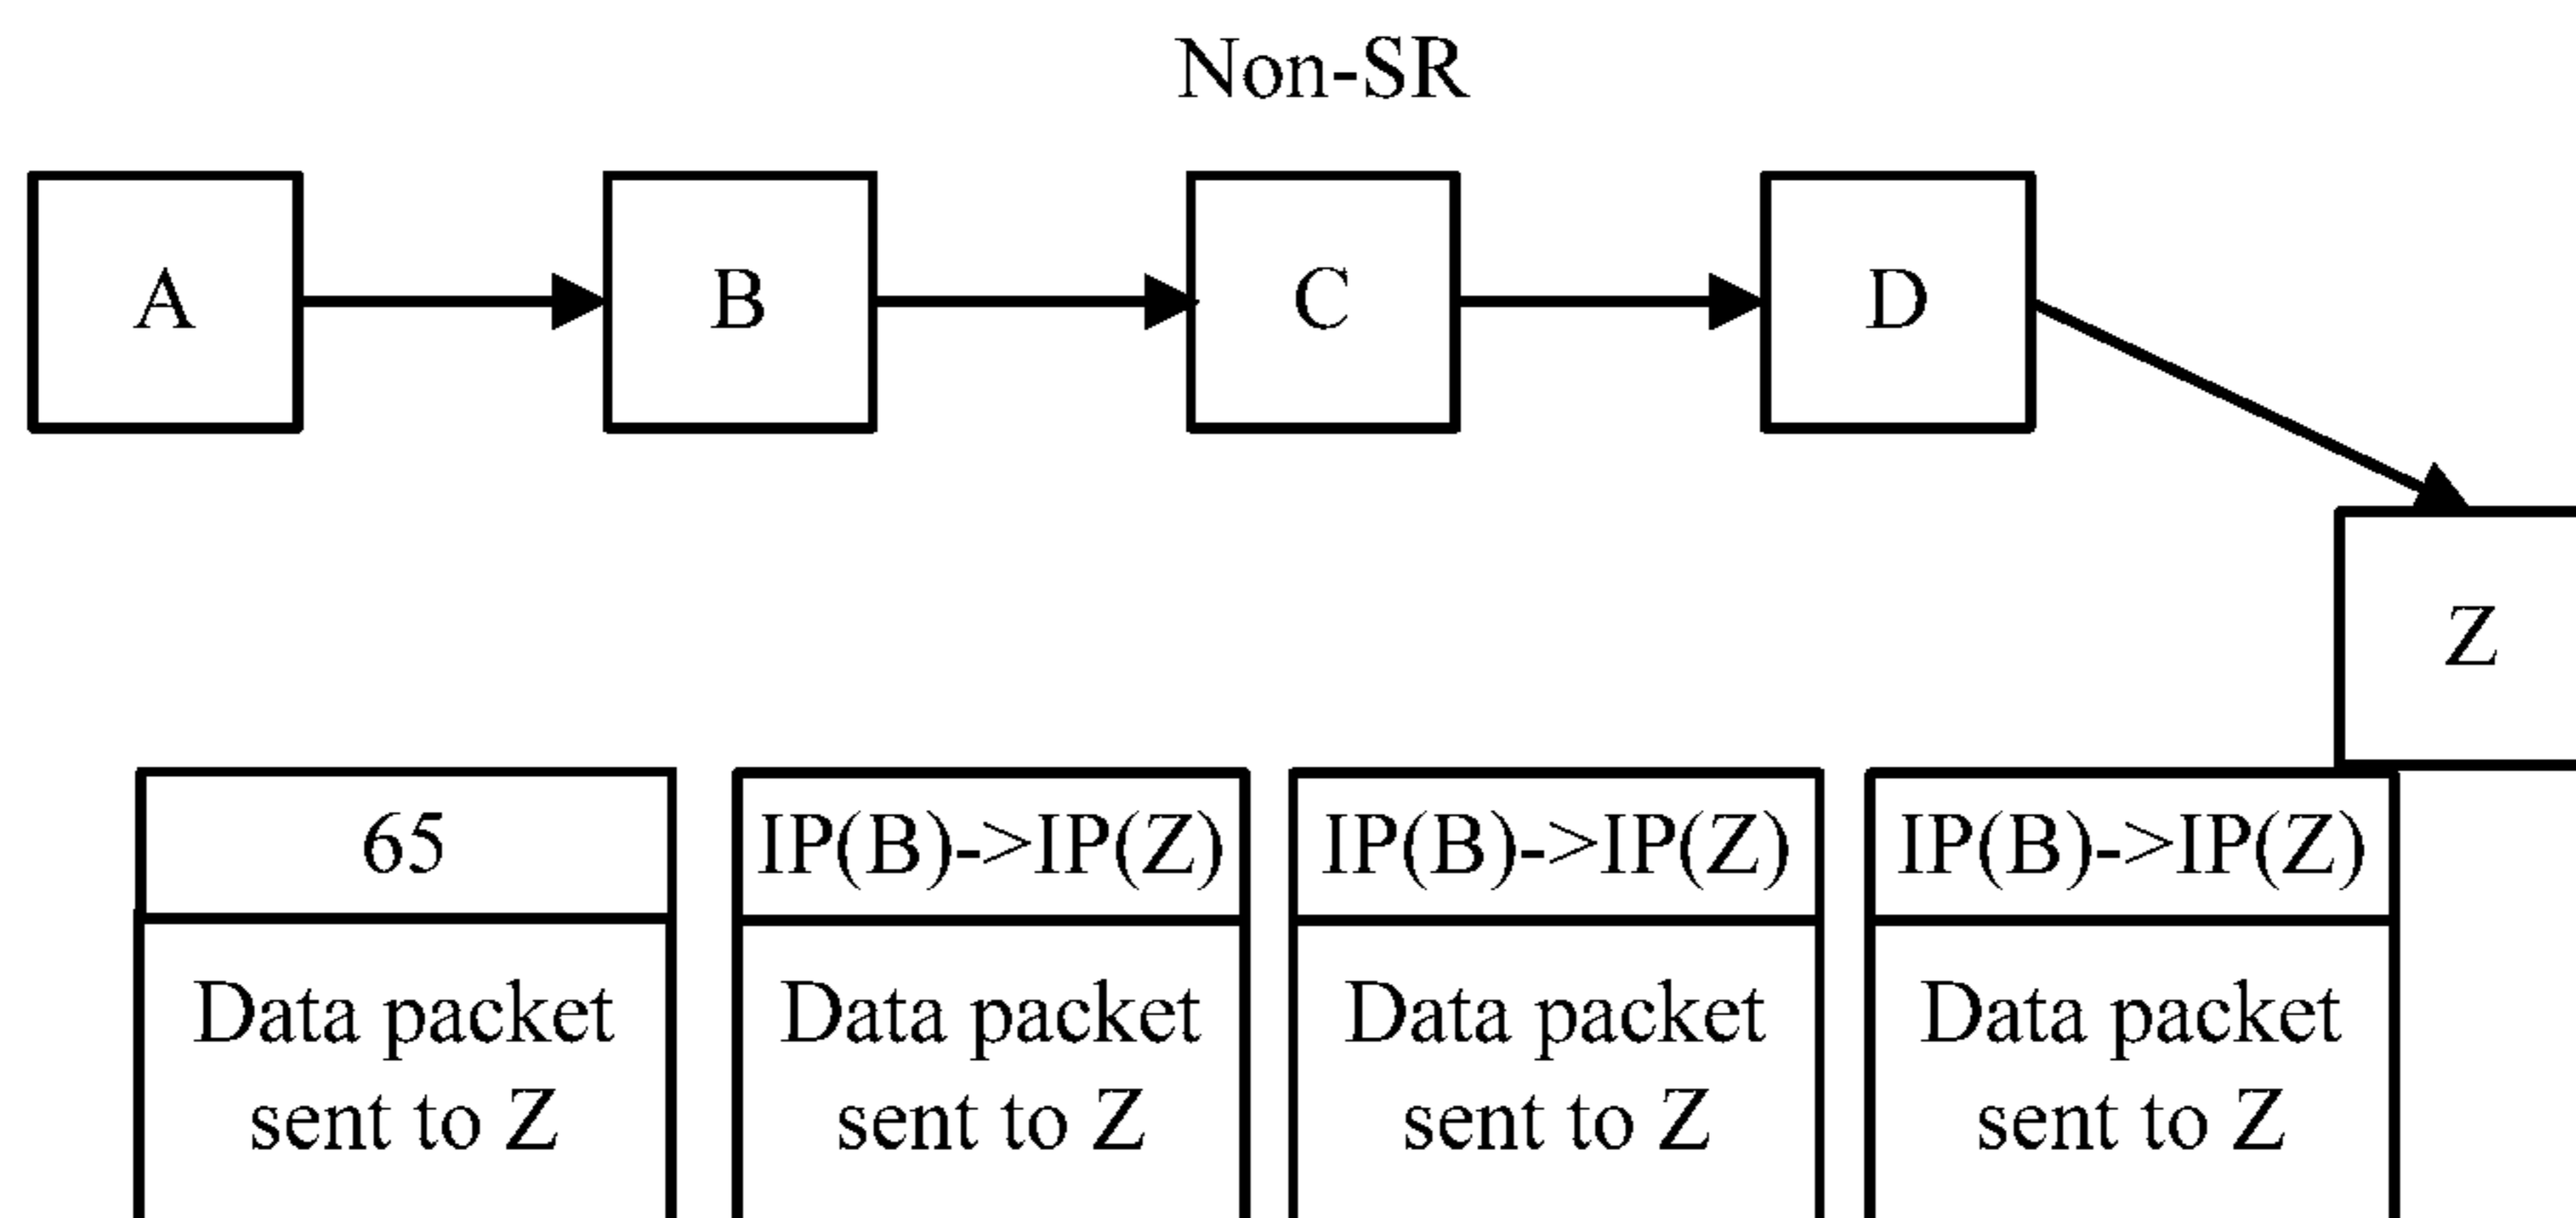 Non-SR
A
B
C
D
Z
65
IP(B)->IP(Z)
IP(B)->IP(Z)
IP(B)->IP(Z)
Data packet
sent to Z
Data packet
sent to Z
Data packet
sent to Z
Data packet
sent to Z